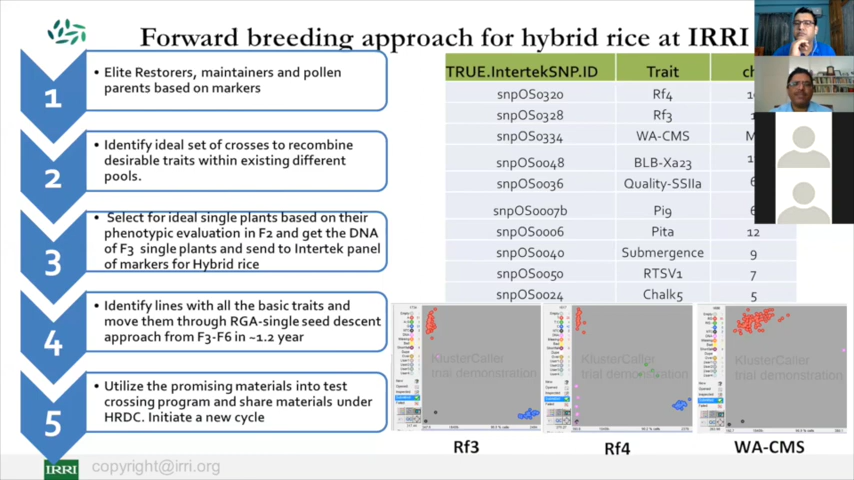 Forward breeding approach for hybrid rice at IRRI
1
• Elite Restorers, maintainers and pollen
parents based on markers
2
• Identify ideal set of crosses to recombine
desirable traits within existing different
pools.
3
• Select for ideal single plants based on their
phenotypic evaluation in F2 and get the DNA
of F3 single plants and send to Intertek panel
of markers for Hybrid rice
4
• Identify lines with all the basic traits and
move them through RGA-single seed descent
approach from F3-F6 in ~1.2 year
5
• Utilize the promising materials into test
crossing program and share materials under
HRDC. Initiate a new cycle
TRUE.IntertekSNP.ID Trait
snpOS0320 Rf4
snpOS0328 Rf3
snpOS0334 WA-CMS
snpOS0048 BLB-Xa23
snpOS0036 Quality-SSIIa
snpOS0007b Pi9
snpOS0006 Pita 12
snpOS0040 Submergence 9
snpOS0050 RTSV1 7
snpOS0024 Chalk5 5
KlusterCaller
trial demonstration
KlusterCaller
trial demonstration
KlusterCaller
trial demonstration
Rf3 Rf4 WA-CMS
IRRI copyright@irri.org